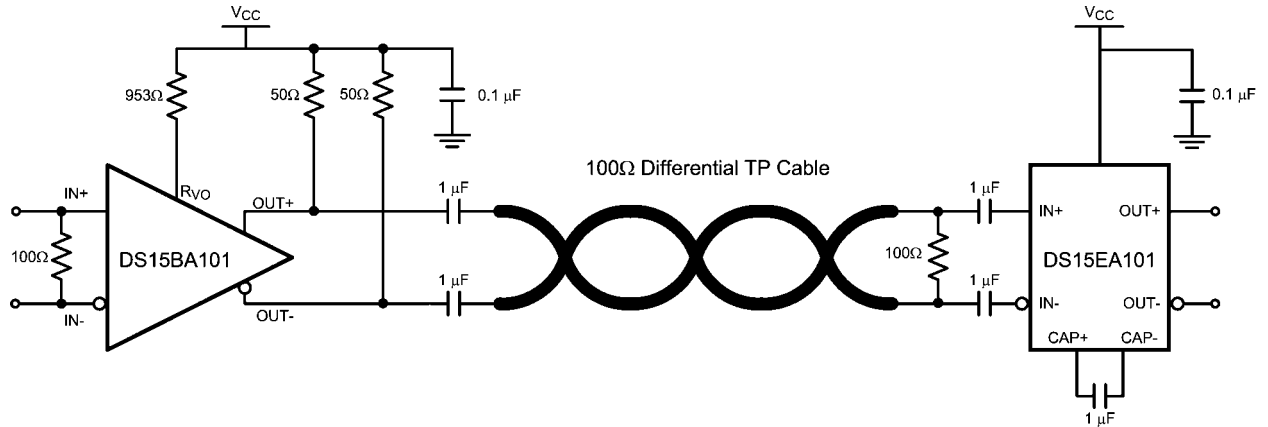 VCC
VCC
953Ω
50Ω
50Ω
0.1 µF
0.1 µF
100Ω Differential TP Cable
IN+
RVO
OUT+
1 µF
1 µF
IN+
OUT+
100Ω
DS15BA101
100Ω
DS15EA101
1 µF
1 µF
IN-
OUT-
IN-
OUT-
CAP+
CAP-
1 µF